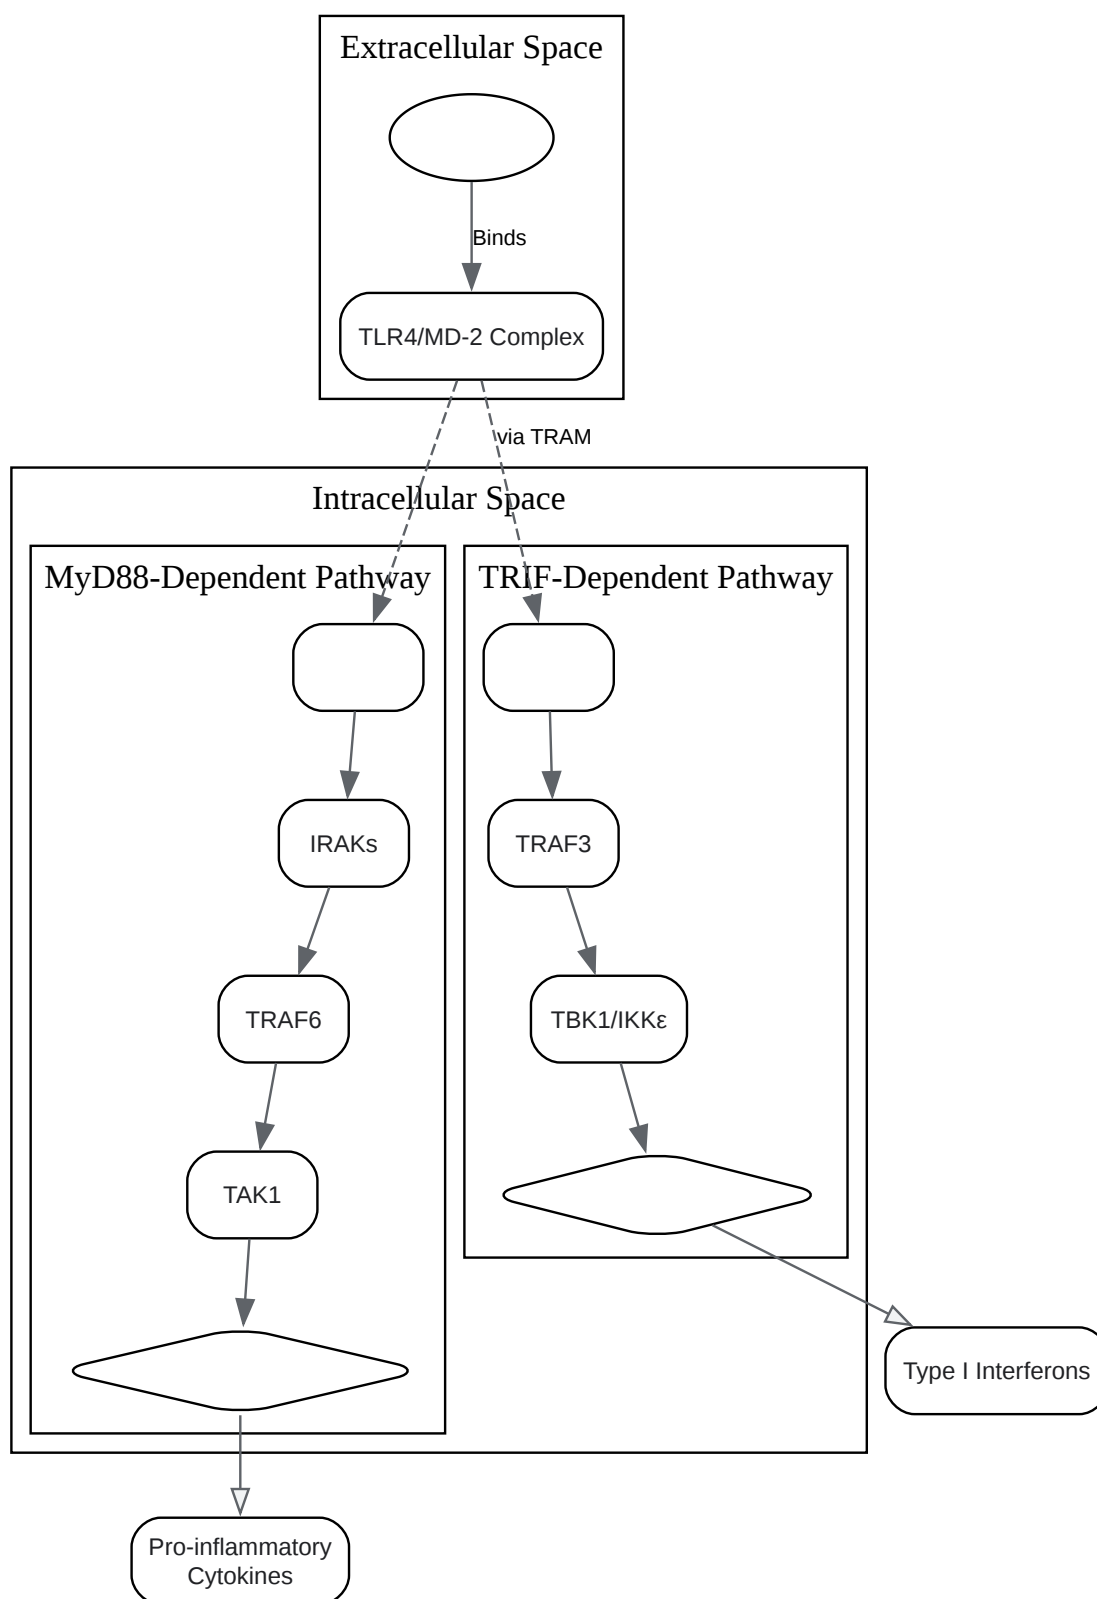 Extracellular Space
Binds
TLR4/MD-2 Complex
via TRAM
Intracellular Space
MyD88-Dependent Pathway
TRIF-Dependent Pathway
IRAKs
TRAF3
TRAF6
TBK1/IKKε
TAK1
Type I Interferons
Pro-inflammatory
Cytokines